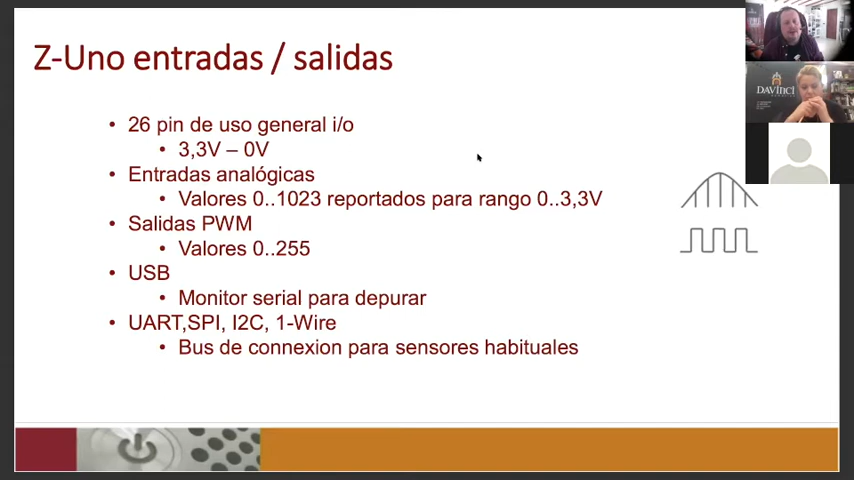 Z-Uno entradas / salidas
• 26 pin de uso general i/o
• 3,3V – 0V
• Entradas analógicas
• Valores 0..1023 reportados para rango 0..3,3V
• Salidas PWM
• Valores 0..255
• USB
• Monitor serial para depurar
• UART,SPI, I2C, 1-Wire
• Bus de connexion para sensores habituales
DAVINCI